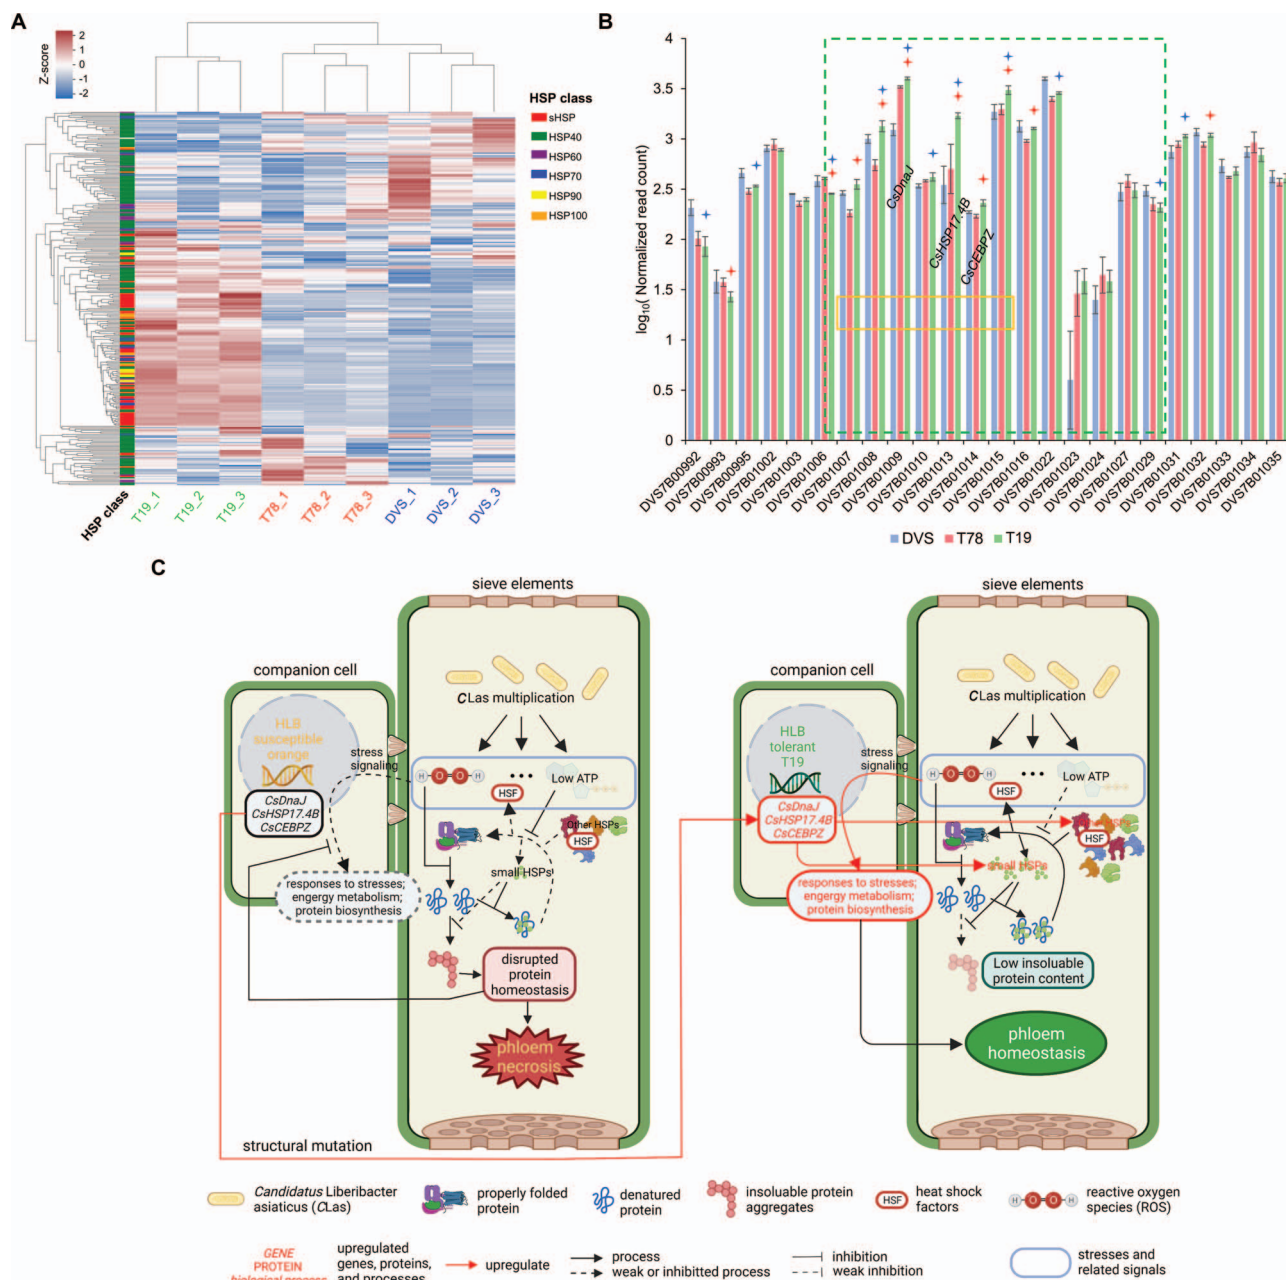 A
Z-score
2
1
0
-1
-2
HSP class
sHSP
HSP40
HSP60
HSP70
HSP90
HSP100
HSP class
T19_1
T19_2
T19_3
T78_1
T78_2
T78_3
DVS_1
DVS_2
DVS_3
B
log10( Normalized read count)
4
3.5
3
2.5
2
1.5
1
0.5
0
CsDnaJ
CsHSP17.4B
CsCEBPZ
DVS7B00992
DVS7B00993
DVS7B00995
DVS7B01002
DVS7B01003
DVS7B01006
DVS7B01007
DVS7B01008
DVS7B01009
DVS7B01010
DVS7B01013
DVS7B01014
DVS7B01015
DVS7B01016
DVS7B01022
DVS7B01023
DVS7B01024
DVS7B01027
DVS7B01029
DVS7B01031
DVS7B01032
DVS7B01033
DVS7B01034
DVS7B01035
DVS
T78
T19
C
sieve elements
companion cell
CLas multiplication
HLB
susceptible
orange
stress
signaling
H O O H
...
Low ATP
HSF
CsDnaJ
CsHSP17.4B
CsCEBPZ
Other HSPs
HSF
small HSPs
responses to stresses;
engergy metabolism;
protein biosynthesis
disrupted
protein
homeostasis
phloem
necrosis
structural mutation
sieve elements
companion cell
CLas multiplication
HLB
tolerant
T19
stress
signaling
H O O H
...
Low ATP
HSF
CsDnaJ
CsHSP17.4B
CsCEBPZ
HSF
small HSPs
responses to stresses;
engergy metabolism;
protein biosynthesis
Low insoluable
protein content
phloem
homeostasis
Candidatus Liberibacter
asiaticus (CLas)
properly folded
protein
denatured
protein
insoluable protein
aggregates
HSF
heat shock
factors
H O O H
reactive oxygen
species (ROS)
GENE
PROTEIN
biological process
upregulated
genes, proteins,
and processes
upregulate
process
weak or inhibitted process
inhibition
weak inhibition
stresses and
related signals